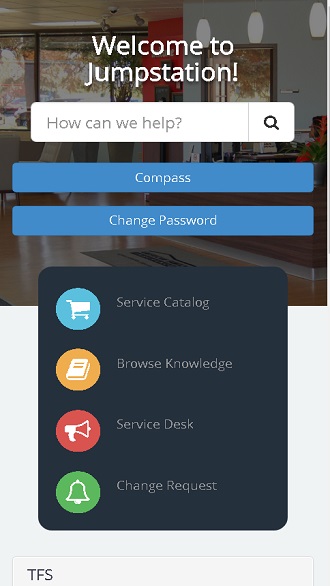 Welcome to
Jumpstation!
How can we help?
Compass
Change Password
Service Catalog
Browse Knowledge
Service Desk
Change Request
TFS